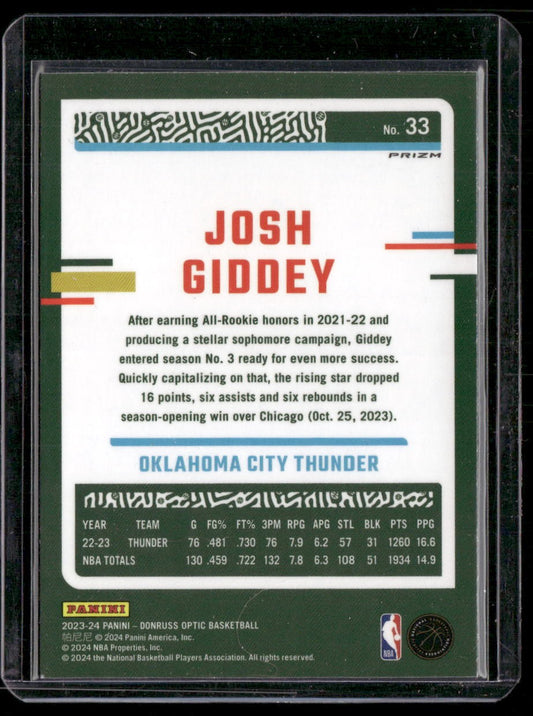 No. 33
PRIZM
JOSH
GIDDEY
After earning All-Rookie honors in 2021-22 and
producing a stellar sophomore campaign, Giddey
entered season No. 3 ready for even more success.
Quickly capitalizing on that, the rising star dropped
16 points, six assists and six rebounds in a
season-opening win over Chicago (Oct. 25, 2023).
OKLAHOMA CITY THUNDER
YEAR TEAM G FG% FT% 3PM RPG APG STL BLK PTS PPG
22-23 THUNDER 76 .481 .730 76 7.9 6.2 57 31 1260 16.6
NBA TOTALS 130 .459 .722 132 7.8 6.3 108 51 1934 14.9
PANINI
2023-24 PANINI – DONRUSS OPTIC BASKETBALL
帕尼尼 © 2024 Panini America, Inc.
© 2024 NBA Properties, Inc.
© 2024 the National Basketball Players Association. All rights reserved.
NBA